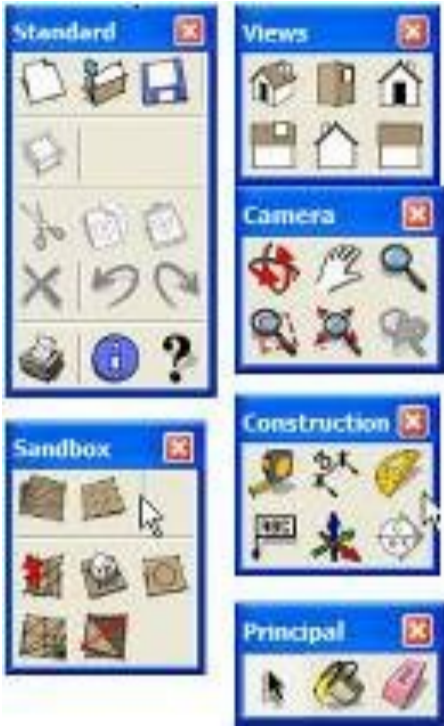 Standard
Views
Camera
Sandbox
Construction
Principal